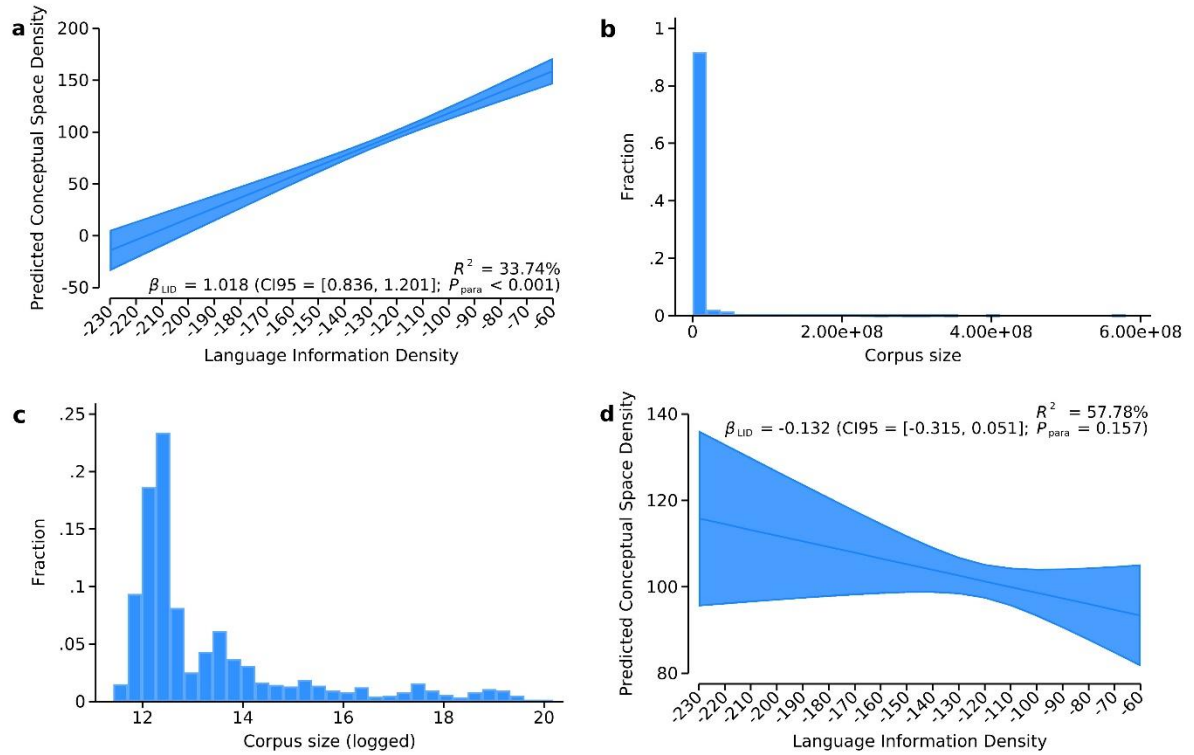 a
Predicted Conceptual Space Density
200
150
100
50
0
-50
R² = 33.74%
β_LID = 1.018 (CI95 = [0.836, 1.201]; P_para < 0.001)
-230 -220 -210 -200 -190 -180 -170 -160 -150 -140 -130 -120 -110 -100 -90 -80 -70 -60
Language Information Density
b
Fraction
1
.8
.6
.4
.2
0
0 2.00e+08 4.00e+08 6.00e+08
Corpus size
c
Fraction
.25
.2
.15
.1
.05
0
12 14 16 18 20
Corpus size (logged)
d
Predicted Conceptual Space Density
140
120
100
80
R² = 57.78%
β_LID = -0.132 (CI95 = [-0.315, 0.051]; P_para = 0.157)
-230 -220 -210 -200 -190 -180 -170 -160 -150 -140 -130 -120 -110 -100 -90 -80 -70 -60
Language Information Density